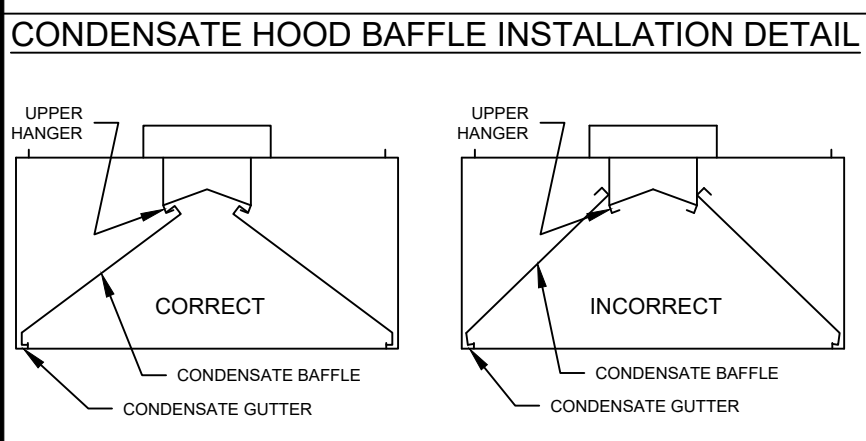 CONDENSATE HOOD BAFFLE INSTALLATION DETAIL
UPPER
HANGER
CORRECT
CONDENSATE BAFFLE
CONDENSATE GUTTER
UPPER
HANGER
INCORRECT
CONDENSATE BAFFLE
CONDENSATE GUTTER